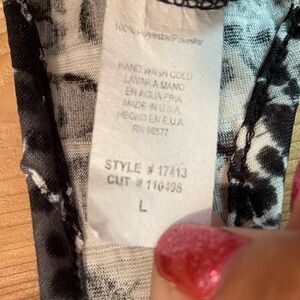 100% Polyester/Poliester
HAND WASH COLD
LAVAR A MANO
EN AGUA FRIA
MADE IN U.S.A
HECHO EN E.U.A.
RN 98577
STYLE # 17413
CUT # 110498
L